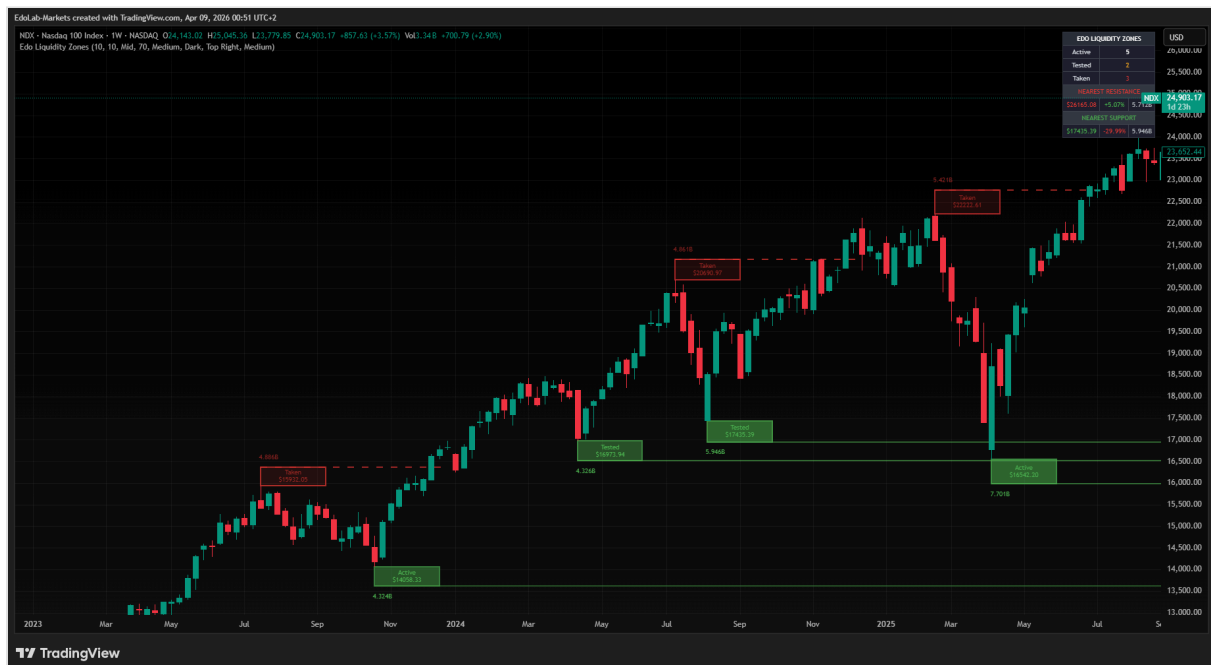 EdoLab-Markets created with TradingView.com, Apr 09, 2026 00:51 UTC+2
NDX · Nasdaq 100 Index · 1W · NASDAQ O24,143.02 H25,045.36 L23,779.85 C24,903.17 +857.63 (+3.57%) Vol3.34B +700.79 (+2.90%)
Edo Liquidity Zones (10, 10, Mid, 70, Medium, Dark, Top Right, Medium)
EDO LIQUIDITY ZONES
Active 5
Tested 2
Taken 3
NEAREST RESISTANCE
$26165.08 +5.07% 5.712B
NEAREST SUPPORT
$17435.39 -29.99% 5.946B
USD
26,000.00
25,500.00
NDX 24,903.17
1d 23h
24,500.00
24,000.00
23,652.44
23,500.00
23,000.00
22,500.00
22,000.00
21,500.00
21,000.00
20,500.00
20,000.00
19,500.00
19,000.00
18,500.00
18,000.00
17,500.00
17,000.00
16,500.00
16,000.00
15,500.00
15,000.00
14,500.00
14,000.00
13,500.00
13,000.00
5.421B
Taken
$22222.61
4.861B
Taken
$20690.97
Tested
$17435.39
5.946B
Tested
$16973.94
4.326B
Active
$16542.20
7.701B
Taken
Active
$14058.33
4.324B
2023 Mar May Jul Sep Nov 2024 Mar May Jul Sep Nov 2025 Mar May Jul
TradingView